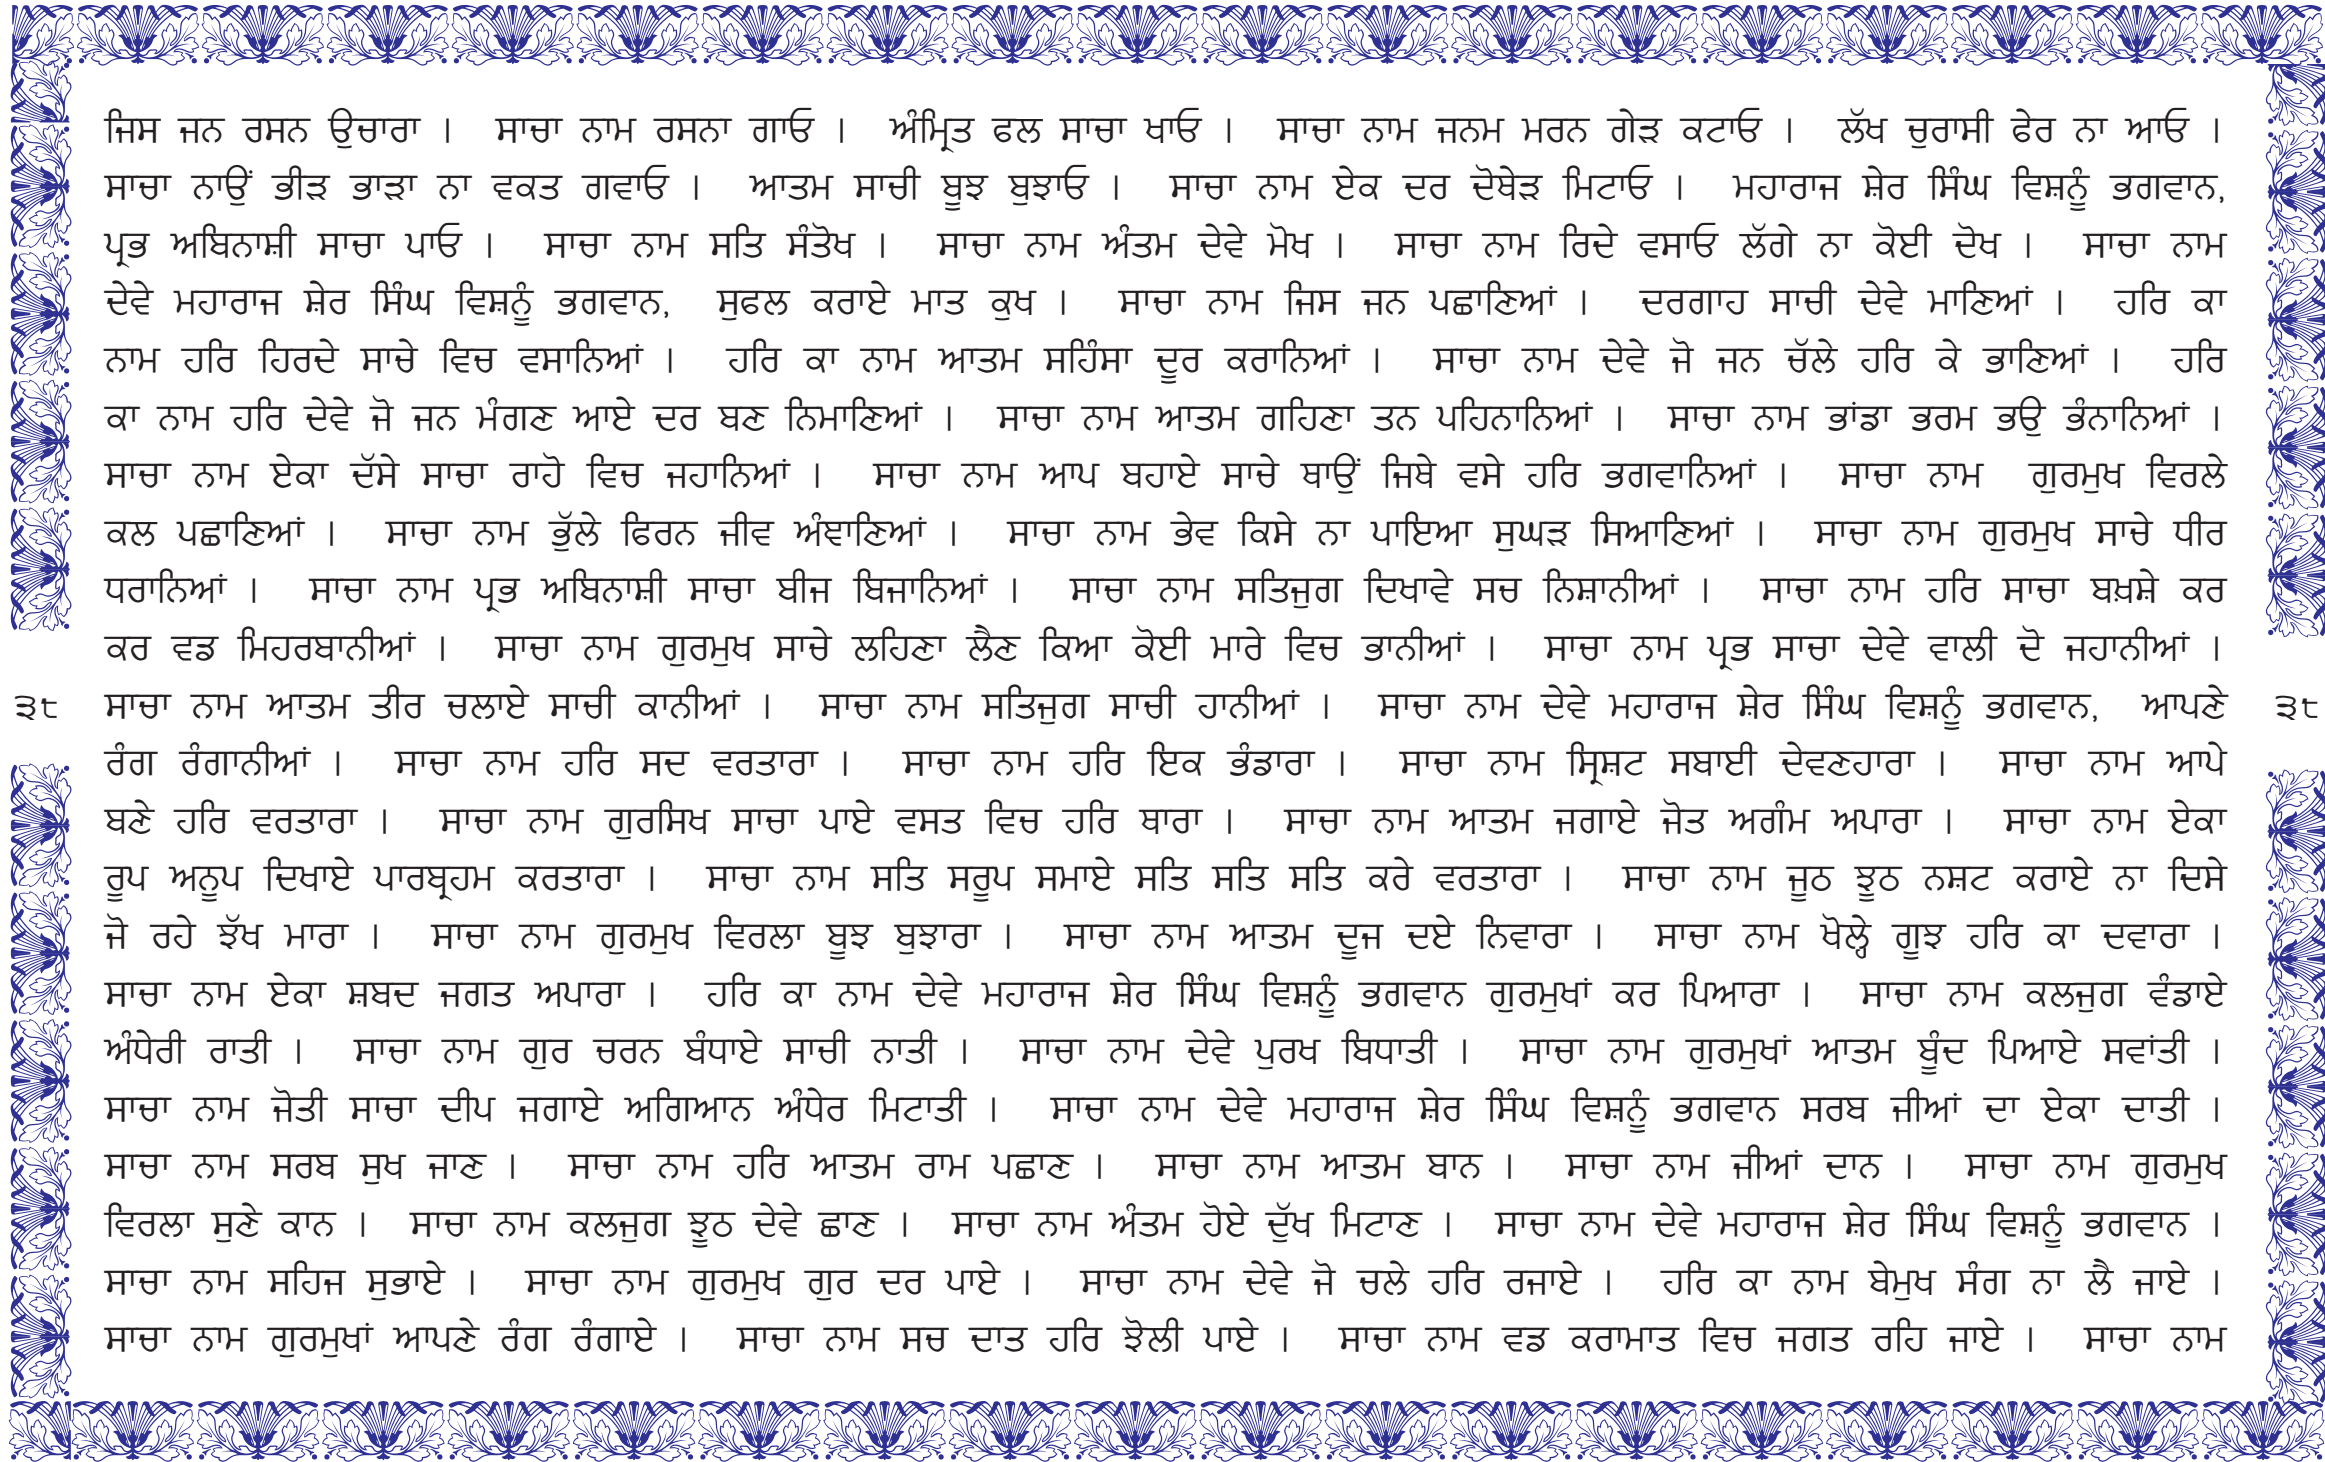 ਜਿਸ ਜਨ ਰਸਨ ਉਚਾਰਾ । ਸਾਚਾ ਨਾਮ ਰਸਨਾ ਗਾਓ । ਅੰਮ੍ਰਿਤ ਫਲ ਸਾਚਾ ਖਾਓ । ਸਾਚਾ ਨਾਮ ਜਨਮ ਮਰਨ ਗੇੜ ਕਟਾਓ । ਲੱਖ ਚੁਰਾਸੀ ਫੇਰ ਨਾ ਆਓ ।
ਸਾਚਾ ਨਾਉਂ ਭੀੜ ਭਾੜਾ ਨਾ ਵਕਤ ਗਵਾਓ । ਆਤਮ ਸਾਚੀ ਬੂਝ ਬੁਝਾਓ । ਸਾਚਾ ਨਾਮ ਏਕ ਦਰ ਦੋਥੇੜ ਮਿਟਾਓ । ਮਹਾਰਾਜ ਸ਼ੇਰ ਸਿੰਘ ਵਿਸ਼ਨੂੰ ਭਗਵਾਨ,
ਪ੍ਰਭ ਅਬਿਨਾਸ਼ੀ ਸਾਚਾ ਪਾਓ । ਸਾਚਾ ਨਾਮ ਸਤਿ ਸੰਤੋਖ । ਸਾਚਾ ਨਾਮ ਅੰਤਮ ਦੇਵੇ ਮੋਖ । ਸਾਚਾ ਨਾਮ ਰਿਦੇ ਵਸਾਓ ਲੱਗੇ ਨਾ ਕੋਈ ਦੋਖ । ਸਾਚਾ ਨਾਮ
ਦੇਵੇ ਮਹਾਰਾਜ ਸ਼ੇਰ ਸਿੰਘ ਵਿਸ਼ਨੂੰ ਭਗਵਾਨ, ਸੁਫਲ ਕਰਾਏ ਮਾਤ ਕੁਖ । ਸਾਚਾ ਨਾਮ ਜਿਸ ਜਨ ਪਛਾਣਿਆਂ । ਦਰਗਾਹ ਸਾਚੀ ਦੇਵੇ ਮਾਣਿਆਂ । ਹਰਿ ਕਾ
ਨਾਮ ਹਰਿ ਹਿਰਦੇ ਸਾਚੇ ਵਿਚ ਵਸਾਨਿਆਂ । ਹਰਿ ਕਾ ਨਾਮ ਆਤਮ ਸਹਿੰਸਾ ਦੂਰ ਕਰਾਨਿਆਂ । ਸਾਚਾ ਨਾਮ ਦੇਵੇ ਜੋ ਜਨ ਚੱਲੇ ਹਰਿ ਕੇ ਭਾਣਿਆਂ । ਹਰਿ
ਕਾ ਨਾਮ ਹਰਿ ਦੇਵੇ ਜੋ ਜਨ ਮੰਗਣ ਆਏ ਦਰ ਬਣ ਨਿਮਾਣਿਆਂ । ਸਾਚਾ ਨਾਮ ਆਤਮ ਗਹਿਣਾ ਤਨ ਪਹਿਨਾਨਿਆਂ । ਸਾਚਾ ਨਾਮ ਭਾਂਡਾ ਭਰਮ ਭਉ ਭੰਨਾਨਿਆਂ ।
ਸਾਚਾ ਨਾਮ ਏਕਾ ਦੱਸੇ ਸਾਚਾ ਰਾਹੋ ਵਿਚ ਜਹਾਨਿਆਂ । ਸਾਚਾ ਨਾਮ ਆਪ ਬਹਾਏ ਸਾਚੇ ਥਾਉਂ ਜਿਥੇ ਵਸੇ ਹਰਿ ਭਗਵਾਨਿਆਂ । ਸਾਚਾ ਨਾਮ ਗੁਰਮੁਖ ਵਿਰਲੇ
ਕਲ ਪਛਾਣਿਆਂ । ਸਾਚਾ ਨਾਮ ਭੁੱਲੇ ਫਿਰਨ ਜੀਵ ਅੰਞਾਣਿਆਂ । ਸਾਚਾ ਨਾਮ ਭੇਵ ਕਿਸੇ ਨਾ ਪਾਇਆ ਸੁਘੜ ਸਿਆਣਿਆਂ । ਸਾਚਾ ਨਾਮ ਗੁਰਮੁਖ ਸਾਚੇ ਧੀਰ
ਧਰਾਨਿਆਂ । ਸਾਚਾ ਨਾਮ ਪ੍ਰਭ ਅਬਿਨਾਸ਼ੀ ਸਾਚਾ ਬੀਜ ਬਿਜਾਨਿਆਂ । ਸਾਚਾ ਨਾਮ ਸਤਿਜੁਗ ਦਿਖਾਵੇ ਸਚ ਨਿਸ਼ਾਨੀਆਂ । ਸਾਚਾ ਨਾਮ ਹਰਿ ਸਾਚਾ ਬਖ਼ਸ਼ੇ ਕਰ
ਕਰ ਵਡ ਮਿਹਰਬਾਨੀਆਂ । ਸਾਚਾ ਨਾਮ ਗੁਰਮੁਖ ਸਾਚੇ ਲਹਿਣਾ ਲੈਣ ਕਿਆ ਕੋਈ ਮਾਰੇ ਵਿਚ ਭਾਨੀਆਂ । ਸਾਚਾ ਨਾਮ ਪ੍ਰਭ ਸਾਚਾ ਦੇਵੇ ਵਾਲੀ ਦੋ ਜਹਾਨੀਆਂ ।
੩੮ ਸਾਚਾ ਨਾਮ ਆਤਮ ਤੀਰ ਚਲਾਏ ਸਾਚੀ ਕਾਨੀਆਂ । ਸਾਚਾ ਨਾਮ ਸਤਿਜੁਗ ਸਾਚੀ ਹਾਨੀਆਂ । ਸਾਚਾ ਨਾਮ ਦੇਵੇ ਮਹਾਰਾਜ ਸ਼ੇਰ ਸਿੰਘ ਵਿਸ਼ਨੂੰ ਭਗਵਾਨ, ਆਪਣੇ ੩੮
ਰੰਗ ਰੰਗਾਨੀਆਂ । ਸਾਚਾ ਨਾਮ ਹਰਿ ਸਦ ਵਰਤਾਰਾ । ਸਾਚਾ ਨਾਮ ਹਰਿ ਇਕ ਭੰਡਾਰਾ । ਸਾਚਾ ਨਾਮ ਸ੍ਰਿਸ਼ਟ ਸਬਾਈ ਦੇਵਣਹਾਰਾ । ਸਾਚਾ ਨਾਮ ਆਪੇ
ਬਣੇ ਹਰਿ ਵਰਤਾਰਾ । ਸਾਚਾ ਨਾਮ ਗੁਰਸਿਖ ਸਾਚਾ ਪਾਏ ਵਸਤ ਵਿਚ ਹਰਿ ਥਾਰਾ । ਸਾਚਾ ਨਾਮ ਆਤਮ ਜਗਾਏ ਜੋਤ ਅਗੰਮ ਅਪਾਰਾ । ਸਾਚਾ ਨਾਮ ਏਕਾ
ਰੂਪ ਅਨੂਪ ਦਿਖਾਏ ਪਾਰਬ੍ਰਹਮ ਕਰਤਾਰਾ । ਸਾਚਾ ਨਾਮ ਸਤਿ ਸਰੂਪ ਸਮਾਏ ਸਤਿ ਸਤਿ ਸਤਿ ਕਰੇ ਵਰਤਾਰਾ । ਸਾਚਾ ਨਾਮ ਜੂਠ ਝੂਠ ਨਸ਼ਟ ਕਰਾਏ ਨਾ ਦਿਸੇ
ਜੋ ਰਹੇ ਝੱਖ ਮਾਰਾ । ਸਾਚਾ ਨਾਮ ਗੁਰਮੁਖ ਵਿਰਲਾ ਬੂਝ ਬੁਝਾਰਾ । ਸਾਚਾ ਨਾਮ ਆਤਮ ਦੂਜ ਦਏ ਨਿਵਾਰਾ । ਸਾਚਾ ਨਾਮ ਖੋਲ੍ਹੇ ਗੂਝ ਹਰਿ ਕਾ ਦਵਾਰਾ ।
ਸਾਚਾ ਨਾਮ ਏਕਾ ਸ਼ਬਦ ਜਗਤ ਅਪਾਰਾ । ਹਰਿ ਕਾ ਨਾਮ ਦੇਵੇ ਮਹਾਰਾਜ ਸ਼ੇਰ ਸਿੰਘ ਵਿਸ਼ਨੂੰ ਭਗਵਾਨ ਗੁਰਮੁਖਾਂ ਕਰ ਪਿਆਰਾ । ਸਾਚਾ ਨਾਮ ਕਲਜੁਗ ਵੰਡਾਏ
ਅੰਧੇਰੀ ਰਾਤੀ । ਸਾਚਾ ਨਾਮ ਗੁਰ ਚਰਨ ਬੰਧਾਏ ਸਾਚੀ ਨਾਤੀ । ਸਾਚਾ ਨਾਮ ਦੇਵੇ ਪੁਰਖ ਬਿਧਾਤੀ । ਸਾਚਾ ਨਾਮ ਗੁਰਮੁਖਾਂ ਆਤਮ ਬੂੰਦ ਪਿਆਏ ਸਵਾਂਤੀ ।
ਸਾਚਾ ਨਾਮ ਜੋਤੀ ਸਾਚਾ ਦੀਪ ਜਗਾਏ ਅਗਿਆਨ ਅੰਧੇਰ ਮਿਟਾਤੀ । ਸਾਚਾ ਨਾਮ ਦੇਵੇ ਮਹਾਰਾਜ ਸ਼ੇਰ ਸਿੰਘ ਵਿਸ਼ਨੂੰ ਭਗਵਾਨ ਸਰਬ ਜੀਆਂ ਦਾ ਏਕਾ ਦਾਤੀ ।
ਸਾਚਾ ਨਾਮ ਸਰਬ ਸੁਖ ਜਾਣ । ਸਾਚਾ ਨਾਮ ਹਰਿ ਆਤਮ ਰਾਮ ਪਛਾਣ । ਸਾਚਾ ਨਾਮ ਆਤਮ ਬਾਨ । ਸਾਚਾ ਨਾਮ ਜੀਆਂ ਦਾਨ । ਸਾਚਾ ਨਾਮ ਗੁਰਮੁਖ
ਵਿਰਲਾ ਸੁਣੇ ਕਾਨ । ਸਾਚਾ ਨਾਮ ਕਲਜੁਗ ਝੂਠ ਦੇਵੇ ਛਾਣ । ਸਾਚਾ ਨਾਮ ਅੰਤਮ ਹੋਏ ਦੁੱਖ ਮਿਟਾਣ । ਸਾਚਾ ਨਾਮ ਦੇਵੇ ਮਹਾਰਾਜ ਸ਼ੇਰ ਸਿੰਘ ਵਿਸ਼ਨੂੰ ਭਗਵਾਨ ।
ਸਾਚਾ ਨਾਮ ਸਹਿਜ ਸੁਭਾਏ । ਸਾਚਾ ਨਾਮ ਗੁਰਮੁਖ ਗੁਰ ਦਰ ਪਾਏ । ਸਾਚਾ ਨਾਮ ਦੇਵੇ ਜੋ ਚਲੇ ਹਰਿ ਰਜਾਏ । ਹਰਿ ਕਾ ਨਾਮ ਬੇਮੁਖ ਸੰਗ ਨਾ ਲੈ ਜਾਏ ।
ਸਾਚਾ ਨਾਮ ਗੁਰਮੁਖਾਂ ਆਪਣੇ ਰੰਗ ਰੰਗਾਏ । ਸਾਚਾ ਨਾਮ ਸਚ ਦਾਤ ਹਰਿ ਝੋਲੀ ਪਾਏ । ਸਾਚਾ ਨਾਮ ਵਡ ਕਰਾਮਾਤ ਵਿਚ ਜਗਤ ਰਹਿ ਜਾਏ । ਸਾਚਾ ਨਾਮ